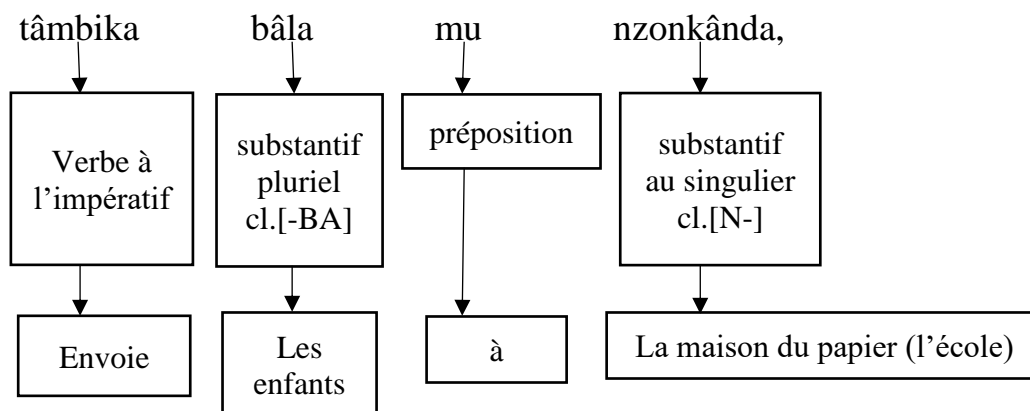 tâmbika bâla mu nzonkânda,
Verbe à
l’impératif
substantif
pluriel
cl.[-BA]
préposition
substantif
au singulier
cl.[N-]
Envoie
Les
enfants
à
La maison du papier (l’école)